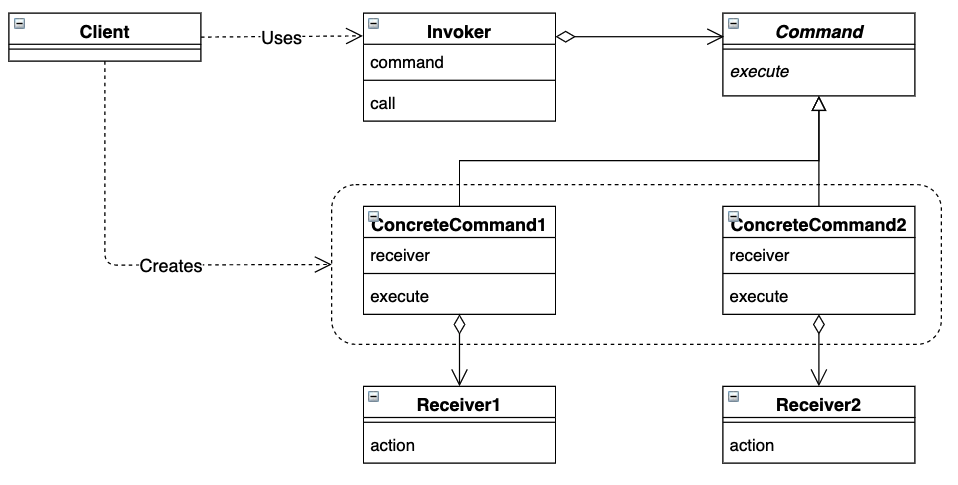 Client
Uses
Invoker
command
call
Command
execute
Creates
ConcreteCommand1
receiver
execute
ConcreteCommand2
receiver
execute
Receiver1
action
Receiver2
action